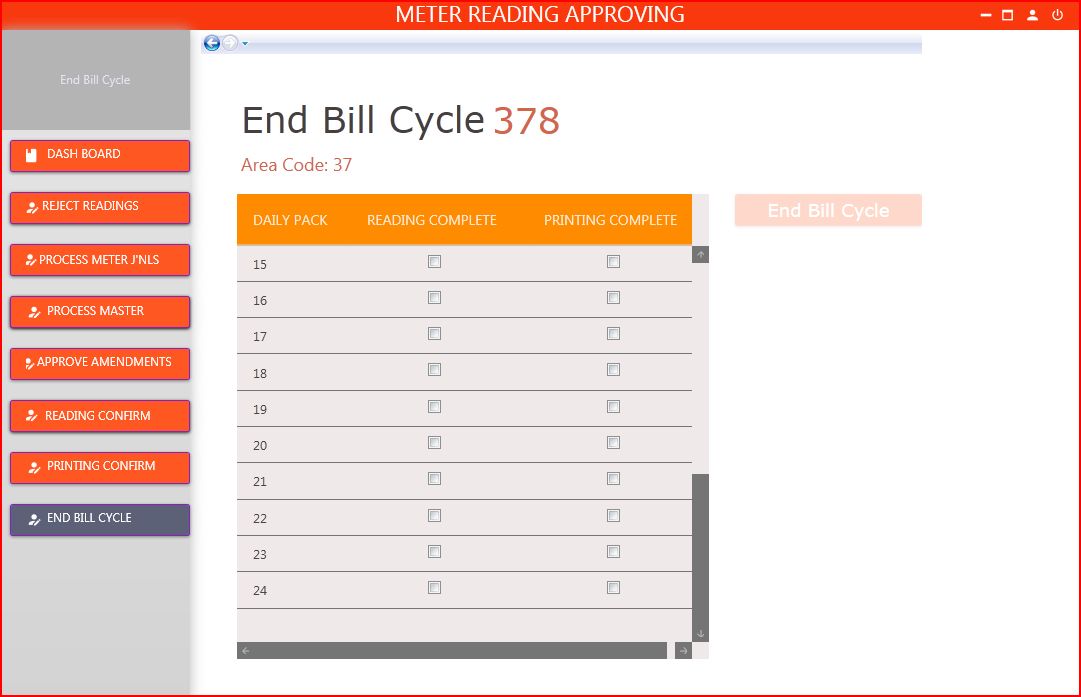 METER READING APPROVING
End Bill Cycle
DASH BOARD
REJECT READINGS
PROCESS METER J'NLS
PROCESS MASTER
APPROVE AMENDMENTS
READING CONFIRM
PRINTING CONFIRM
END BILL CYCLE
End Bill Cycle 378
Area Code: 37
DAILY PACK READING COMPLETE PRINTING COMPLETE
15
16
17
18
19
20
21
22
23
24
End Bill Cycle